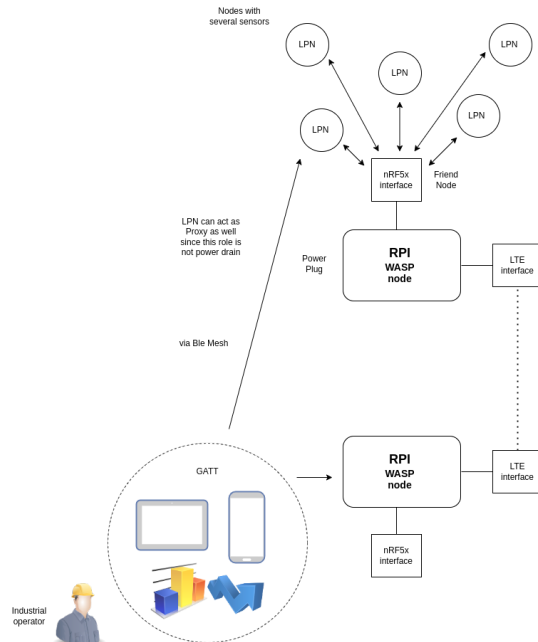 Nodes with
several sensors
LPN
LPN
LPN
LPN
LPN
nRF5x
interface
Friend
Node
LPN can act as
Proxy as well
since this role is
not power drain
Power
Plug
RPI
WASP
node
LTE
interface
via Ble Mesh
RPI
WASP
node
LTE
interface
GATT
nRF5x
interface
Industrial
operator